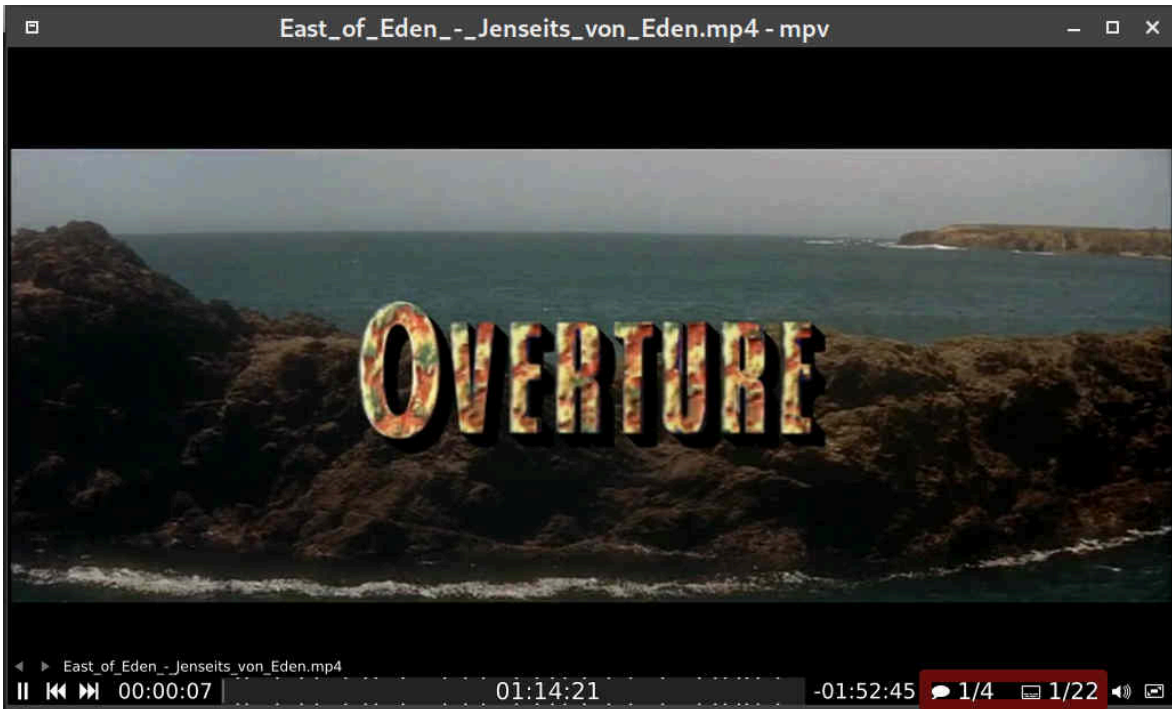 East_of_Eden_-_Jenseits_von_Eden.mp4 - mpv
OVERTURE
East_of_Eden_-_Jenseits_von_Eden.mp4
00:00:07 01:14:21 -01:52:45 1/4 1/22